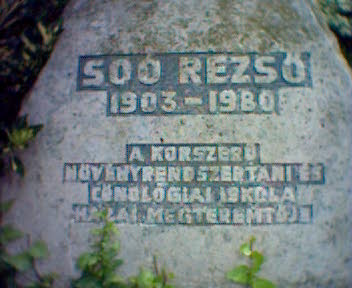 SOÓ REZSŐ
1903–1980
A KORSZERŰ
NÖVÉNYRENDSZERTANI ÉS
CÖNOLÓGIAI ISKOLA
HAZAI MEGTEREMTŐJE